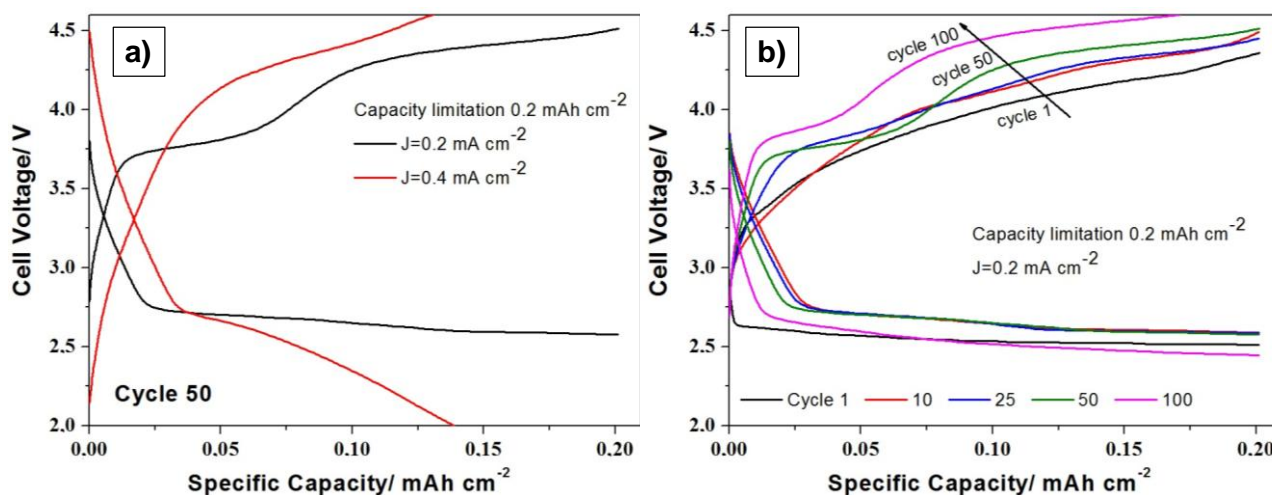 a)
4.5
4.0
3.5
3.0
2.5
2.0
Cell Voltage/ V
Capacity limitation 0.2 mAh cm⁻²
J=0.2 mA cm⁻²
J=0.4 mA cm⁻²
Cycle 50
0.00 0.05 0.10 0.15 0.20
Specific Capacity/ mAh cm⁻²
b)
4.5
4.0
3.5
3.0
2.5
2.0
Cell Voltage/ V
cycle 100
cycle 50
cycle 1
Capacity limitation 0.2 mAh cm⁻²
J=0.2 mA cm⁻²
Cycle 1 10 25 50 100
0.00 0.05 0.10 0.15 0.20
Specific Capacity/ mAh cm⁻²